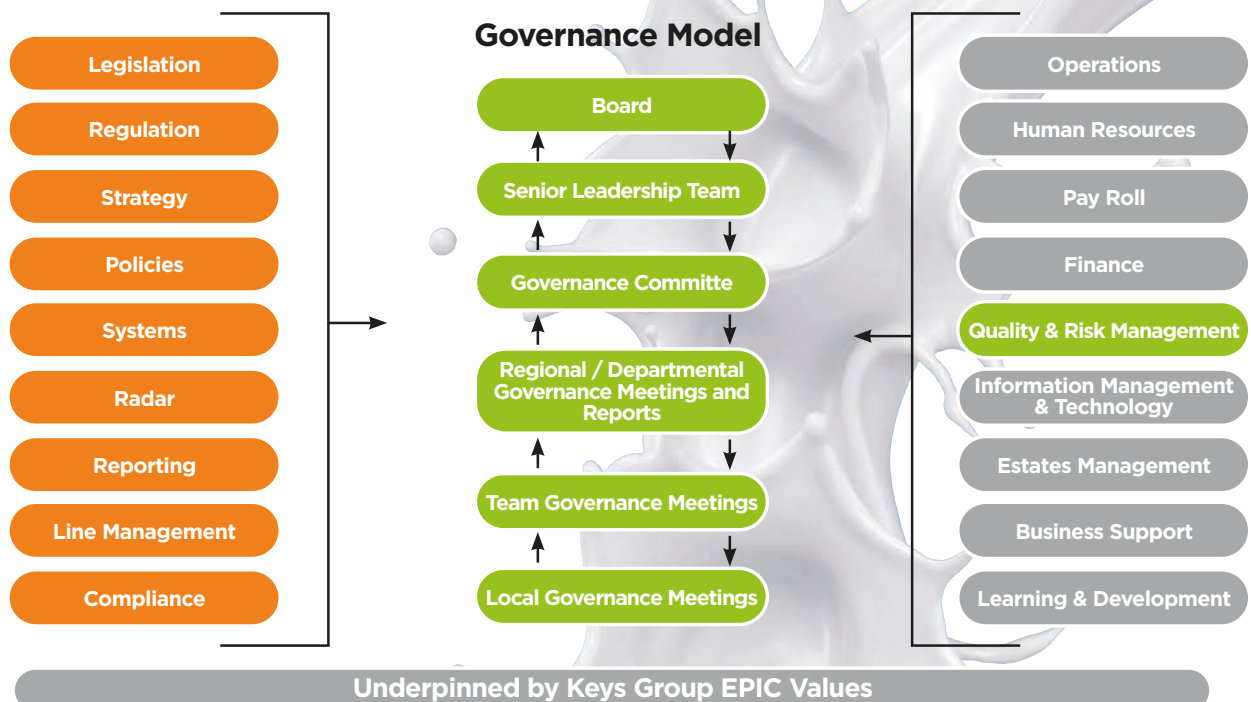 Governance Model
Legislation
Regulation
Strategy
Policies
Systems
Radar
Reporting
Line Management
Compliance
Board
Senior Leadership Team
Governance Committe
Regional / Departmental
Governance Meetings and
Reports
Team Governance Meetings
Local Governance Meetings
Operations
Human Resources
Pay Roll
Finance
Quality & Risk Management
Information Management
& Technology
Estates Management
Business Support
Learning & Development
Underpinned by Keys Group EPIC Values